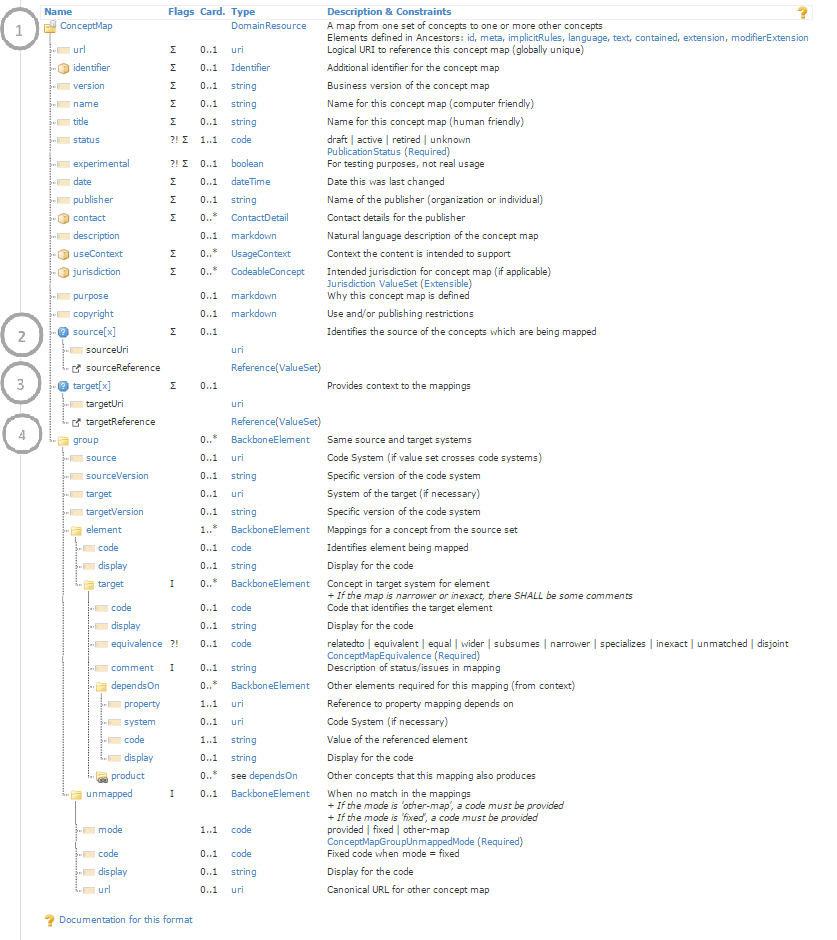 Name Flags Card. Type Description & Constraints
1 ConceptMap DomainResource A map from one set of concepts to one or more other concepts
Elements defined in Ancestors: id, meta, implicitRules, language, text, contained, extension, modifierExtension
url Σ 0..1 uri Logical URI to reference this concept map (globally unique)
identifier Σ 0..1 Identifier Additional identifier for the concept map
version Σ 0..1 string Business version of the concept map
name Σ 0..1 string Name for this concept map (computer friendly)
title Σ 0..1 string Name for this concept map (human friendly)
status ?! Σ 1..1 code draft | active | retired | unknown
PublicationStatus (Required)
experimental ?! Σ 0..1 boolean For testing purposes, not real usage
date Σ 0..1 dateTime Date this was last changed
publisher Σ 0..1 string Name of the publisher (organization or individual)
contact Σ 0..* ContactDetail Contact details for the publisher
description 0..1 markdown Natural language description of the concept map
useContext Σ 0..* UsageContext Context the content is intended to support
jurisdiction Σ 0..* CodeableConcept Intended jurisdiction for concept map (if applicable)
Jurisdiction ValueSet (Extensible)
purpose 0..1 markdown Why this concept map is defined
copyright 0..1 markdown Use and/or publishing restrictions
2 source[x] Σ 0..1 Identifies the source of the concepts which are being mapped
sourceUri uri
sourceReference Reference(ValueSet)
3 target[x] Σ 0..1 Provides context to the mappings
targetUri uri
targetReference Reference(ValueSet)
4 group 0..* BackboneElement Same source and target systems
source 0..1 uri Code System (if value set crosses code systems)
sourceVersion 0..1 string Specific version of the code system
target 0..1 uri System of the target (if necessary)
targetVersion 0..1 string Specific version of the code system
element 1..* BackboneElement Mappings for a concept from the source set
code 0..1 code Identifies element being mapped
display 0..1 string Display for the code
target I 0..* BackboneElement Concept in target system for element
+ If the map is narrower or inexact, there SHALL be some comments
code 0..1 code Code that identifies the target element
display 0..1 string Display for the code
equivalence ?! 0..1 code relatedto | equivalent | equal | wider | subsumes | narrower | specializes | inexact | unmatched | disjoint
ConceptMapEquivalence (Required)
comment I 0..1 string Description of status/issues in mapping
dependsOn 0..* BackboneElement Other elements required for this mapping (from context)
property 1..1 uri Reference to property mapping depends on
system 0..1 uri Code System (if necessary)
code 1..1 string Value of the referenced element
display 0..1 string Display for the code
product 0..* see dependsOn Other concepts that this mapping also produces
unmapped I 0..1 BackboneElement When no match in the mappings
+ If the mode is 'other-map', a code must be provided
+ If the mode is 'fixed', a code must be provided
mode 1..1 code provided | fixed | other-map
ConceptMapGroupUnmappedMode (Required)
code 0..1 code Fixed code when mode = fixed
display 0..1 string Display for the code
url 0..1 uri Canonical URL for other concept map
Documentation for this format